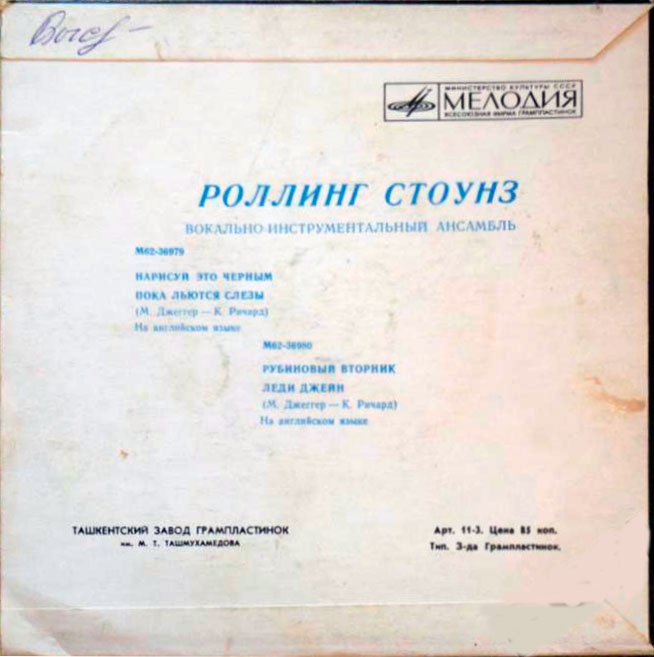 МИНИСТЕРСТВО КУЛЬТУРЫ СССР
МЕЛОДИЯ
ВСЕСОЮЗНАЯ ФИРМА ГРАМПЛАСТИНОК
РОЛЛИНГ СТОУНЗ
ВОКАЛЬНО-ИНСТРУМЕНТАЛЬНЫЙ АНСАМБЛЬ
М62-36979
НАРИСУЙ ЭТО ЧЕРНЫМ
ПОКА ЛЬЮТСЯ СЛЕЗЫ
(М. Джеггер — К. Ричард)
На английском языке
М62-36980
РУБИНОВЫЙ ВТОРНИК
ЛЕДИ ДЖЕЙН
(М. Джеггер — К. Ричард)
На английском языке
ТАШКЕНТСКИЙ ЗАВОД ГРАМПЛАСТИНОК
им. М. Т. ТАШМУХАМЕДОВА
Арт. 11-3. Цена 85 коп.
Тип. З-да Грампластинок.